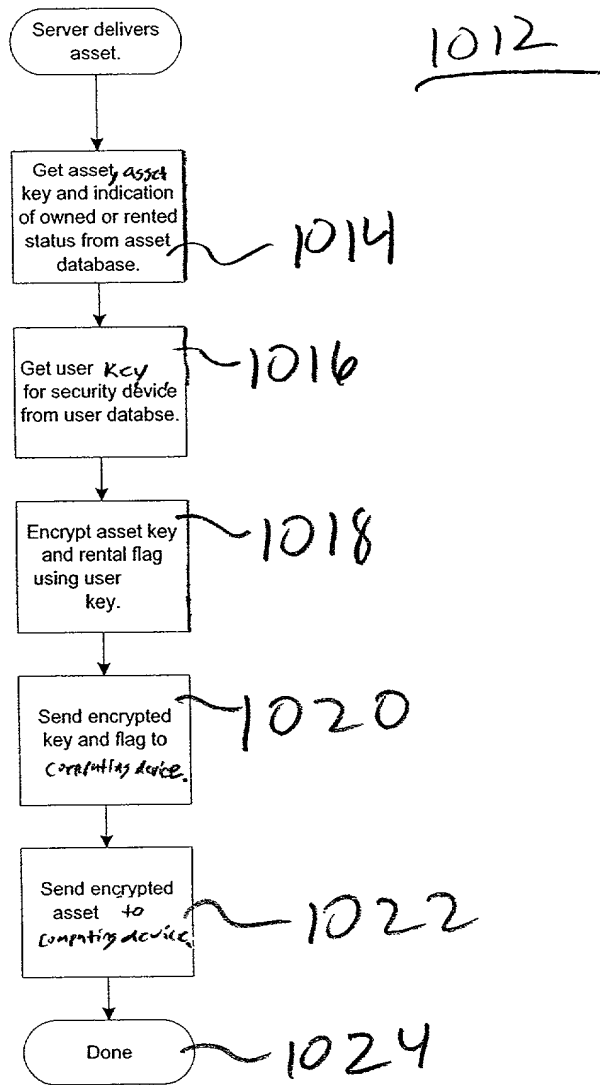 Server delivers
asset.
1012
Get asset, asset
key and indication
of owned or rented
status from asset
database.
1014
Get user key
for security device
from user databse.
1016
Encrypt asset key
and rental flag
using user
key.
1018
Send encrypted
key and flag to
computing device.
1020
Send encrypted
asset to
computing device.
1022
Done
1024